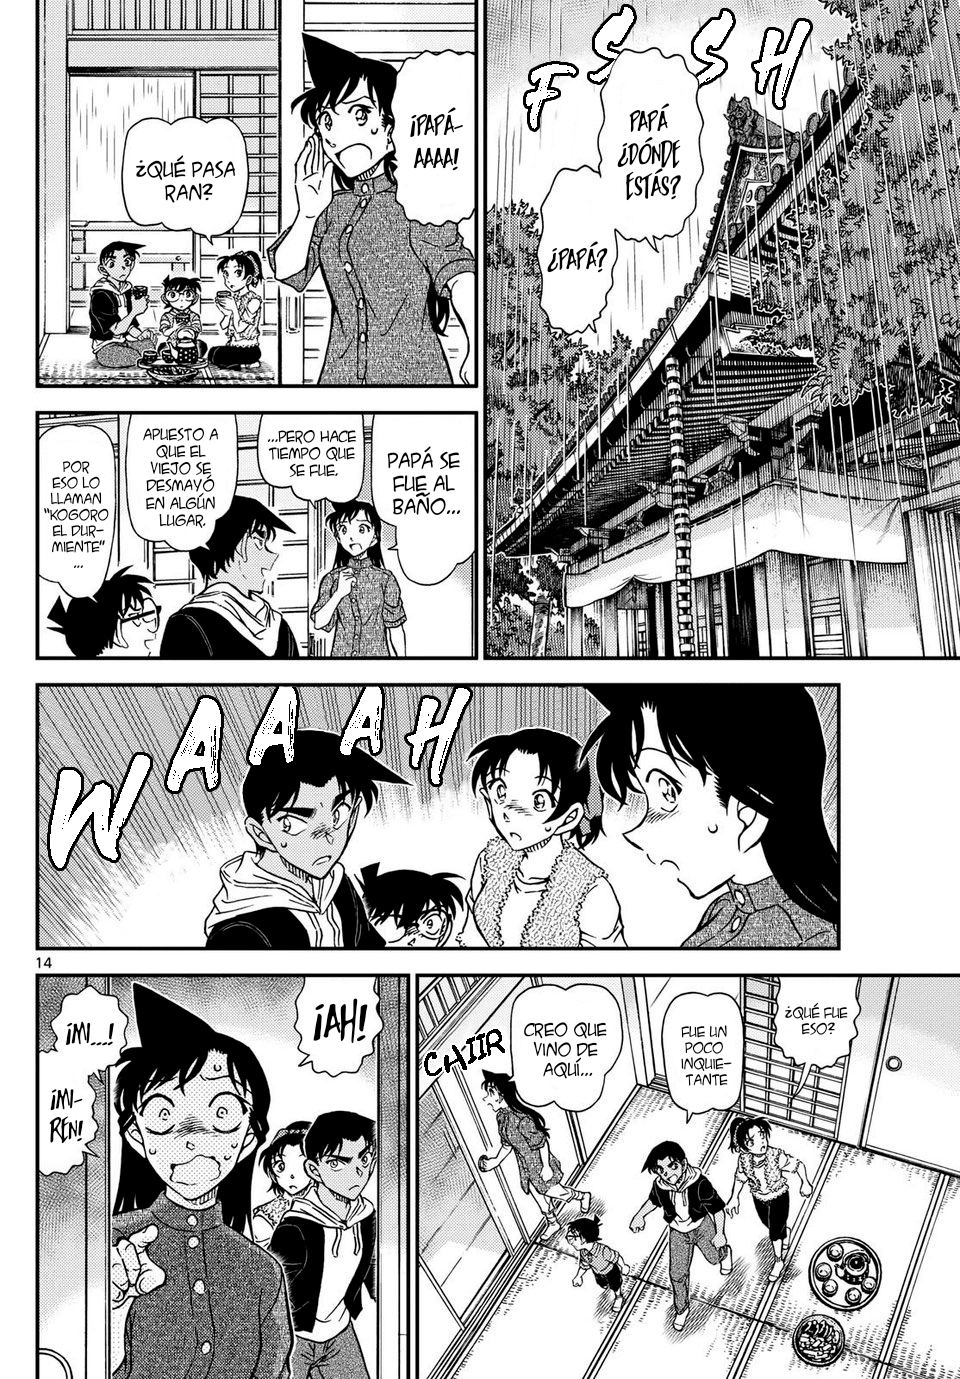 FSSH
PAPÁ
¿DÓNDE
ESTÁS?
¿PAPÁ?
¡PAPÁ-
AAAA!
¿QUÉ PASA
RAN?
PAPÁ SE
FUE AL
BAÑO...
...PERO HACE
TIEMPO QUE
SE FUE.
APUESTO A
QUE EL
VIEJO SE
DESMAYÓ
EN ALGÚN
LUGAR.
POR
ESO LO
LLAMAN
"KOGORO
EL DUR-
MIENTE"
...
WAAAH
14
¿QUÉ FUE
ESO?
FUE UN
POCO
INQUIE-
TANTE
CREO QUE
VINO DE
AQUÍ...
CHIIR
¡AH!
¡MI...!
¡MI-
REN!